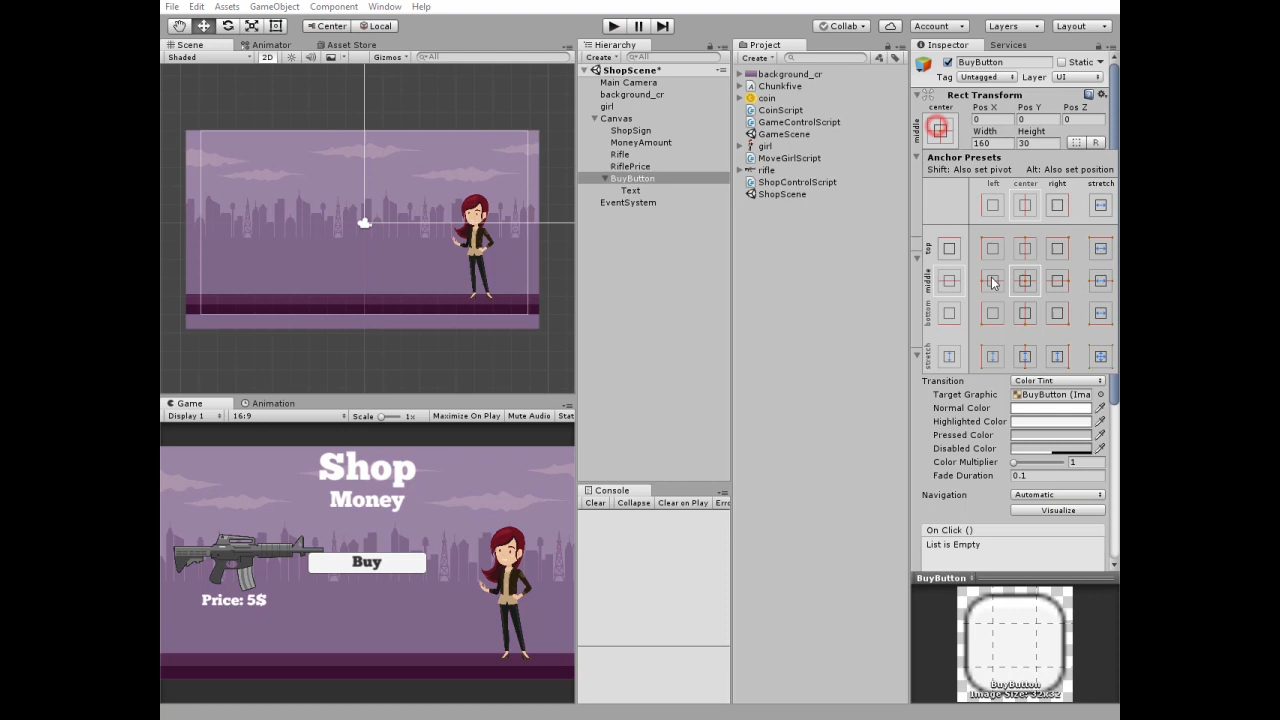 File Edit Assets GameObject Component Window Help
Center Local Collab Account Layers Layout
Scene Animator Asset Store
Shaded 2D Gizmos All
Hierarchy
Create All
ShopScene*
Main Camera
background_cr
girl
Canvas
ShopSign
MoneyAmount
Rifle
RiflePrice
BuyButton
Text
EventSystem
Project
Create
background_cr
Chunkfive
coin
CoinScript
GameControlScript
GameScene
girl
MoveGirlScript
rifle
ShopControlScript
ShopScene
Inspector Services
BuyButton Static
Tag Untagged Layer UI
Rect Transform
center Pos X Pos Y Pos Z
middle 0 0 0
Width Height
160 30 R
Anchor Presets
Shift: Also set pivot Alt: Also set position
left center right stretch
top
middle
bottom
stretch
Transition Color Tint
Target Graphic BuyButton (Ima
Normal Color
Highlighted Color
Pressed Color
Disabled Color
Color Multiplier 1
Fade Duration 0.1
Navigation Automatic
Visualize
On Click ()
List is Empty
BuyButton
BuyButton
Image Size: 32x32
Game Animation
Display 1 16:9 Scale 1x Maximize On Play Mute Audio Stat
Shop
Money
Buy
Price: 5$
Console
Clear Collapse Clear on Play Erro